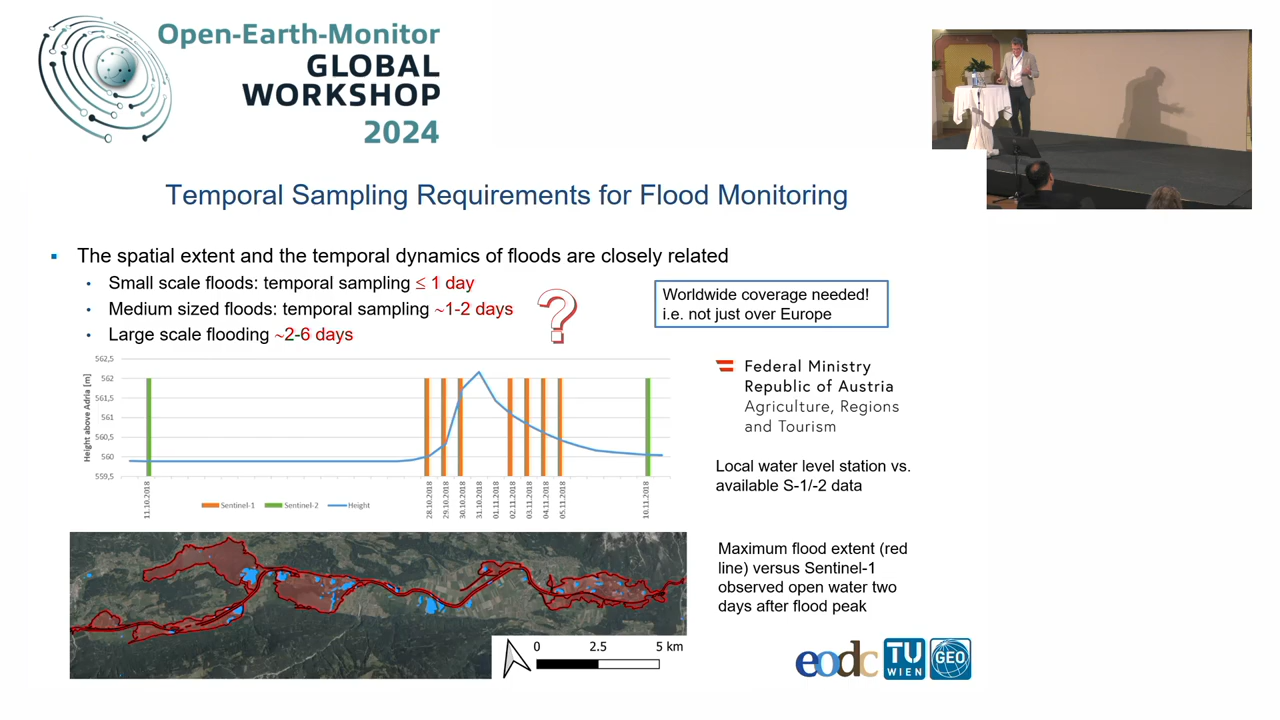 Open-Earth-Monitor
GLOBAL
WORKSHOP
2024
Temporal Sampling Requirements for Flood Monitoring
The spatial extent and the temporal dynamics of floods are closely related
Small scale floods: temporal sampling ≤ 1 day
Medium sized floods: temporal sampling ~1-2 days
Large scale flooding ~2-6 days
?
Worldwide coverage needed!
i.e. not just over Europe
Height above Adria [m]
562,5
562
561,5
561
560,5
560
559,5
11.10.2018
28.10.2018
29.10.2018
30.10.2018
31.10.2018
01.11.2018
02.11.2018
03.11.2018
04.11.2018
05.11.2018
10.11.2018
Sentinel-1 Sentinel-2 Height
Federal Ministry
Republic of Austria
Agriculture, Regions
and Tourism
Local water level station vs.
available S-1/-2 data
Maximum flood extent (red
line) versus Sentinel-1
observed open water two
days after flood peak
0 2.5 5 km
eodc
TU
WIEN
GEO